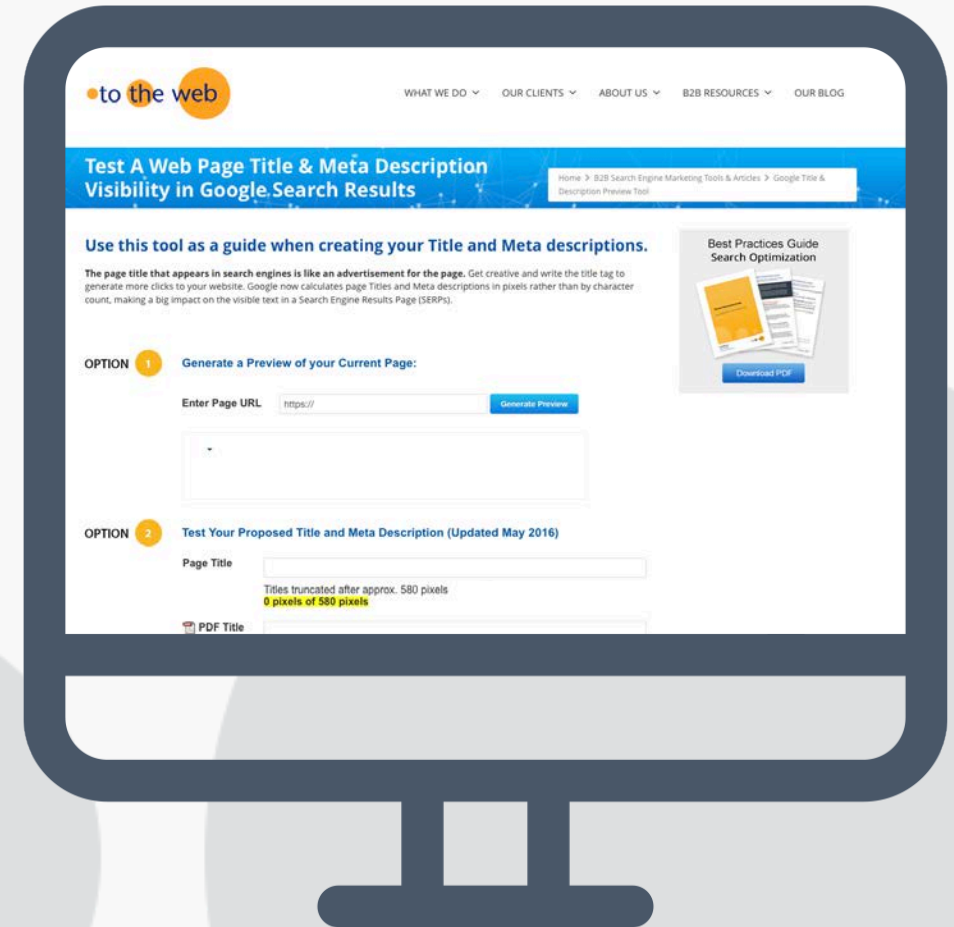 to the web
WHAT WE DO OUR CLIENTS ABOUT US B2B RESOURCES OUR BLOG
Test A Web Page Title & Meta Description
Visibility in Google Search Results
Home > B2B Search Engine Marketing Tools & Articles > Google Title &
Description Preview Tool
Use this tool as a guide when creating your Title and Meta descriptions.
The page title that appears in search engines is like an advertisement for the page. Get creative and write the title tag to
generate more clicks to your website. Google now calculates page Titles and Meta descriptions in pixels rather than by character
count, making a big impact on the visible text in a Search Engine Results Page (SERPs).
Best Practices Guide
Search Optimization
Download PDF
OPTION 1 Generate a Preview of your Current Page:
Enter Page URL https:// Generate Preview
OPTION 2 Test Your Proposed Title and Meta Description (Updated May 2016)
Page Title
Titles truncated after approx. 580 pixels
0 pixels of 580 pixels
PDF Title